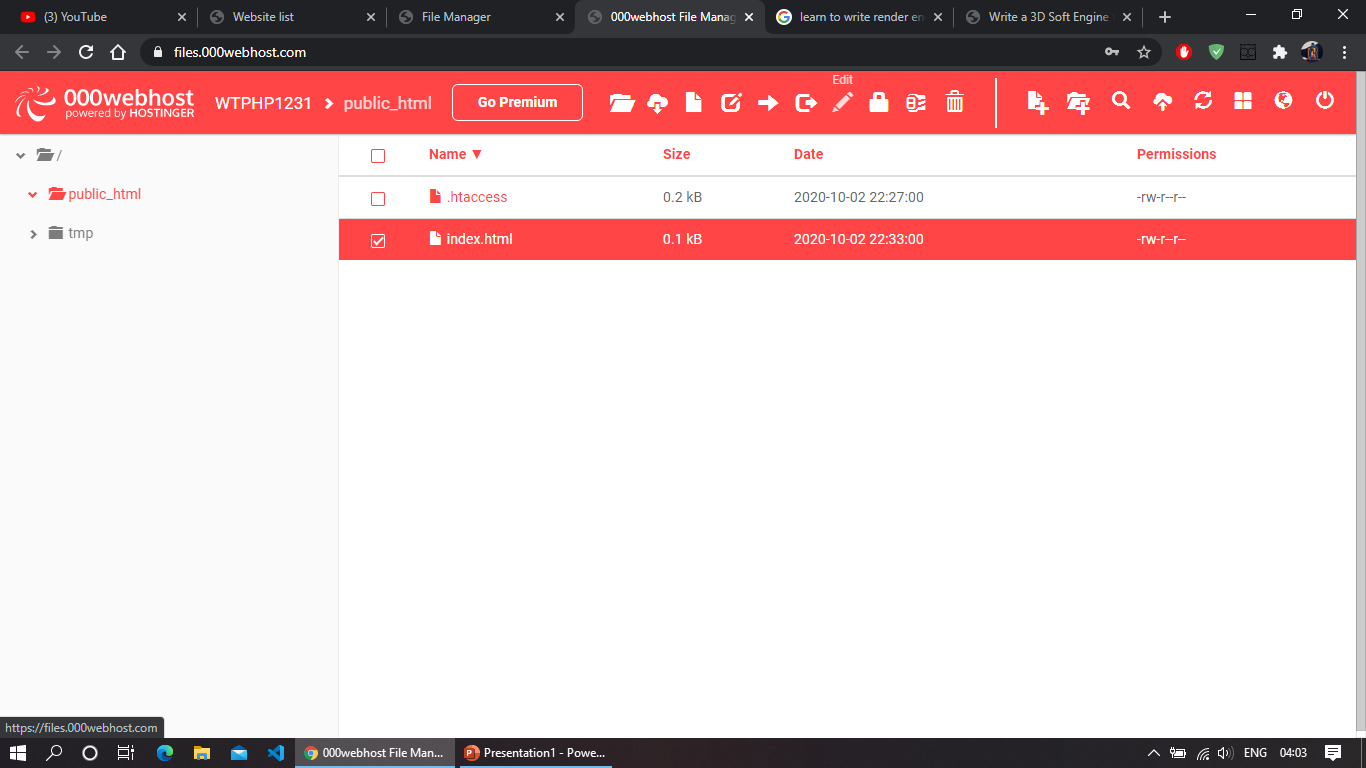 (3) YouTube
Website list
File Manager
000webhost File Manag
learn to write render en
Write a 3D Soft Engine
files.000webhost.com
000webhost
powered by HOSTINGER
WTPHP1231
public_html
Go Premium
Edit
/
public_html
tmp
Name ▼ Size Date Permissions
.htaccess 0.2 kB 2020-10-02 22:27:00 -rw-r--r--
index.html 0.1 kB 2020-10-02 22:33:00 -rw-r--r--
https://files.000webhost.com
000webhost File Man...
Presentation1 - Powe...
ENG
04:03